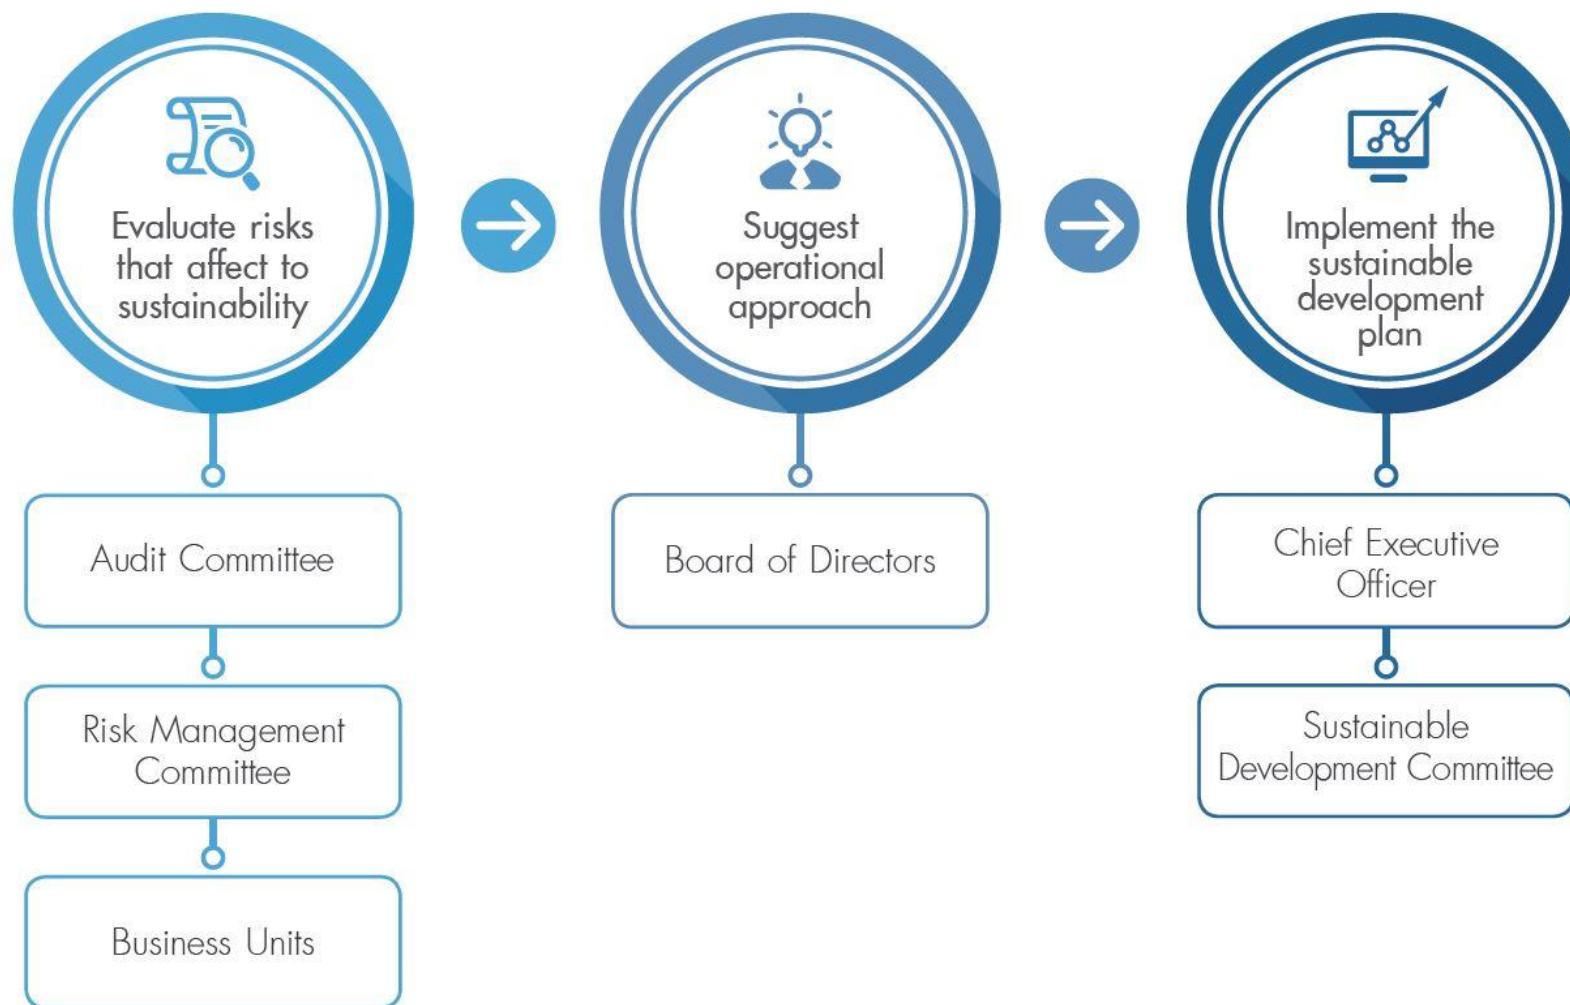 Evaluate risks
that affect to
sustainability
Suggest
operational
approach
Implement the
sustainable
development
plan
Audit Committee
Board of Directors
Chief Executive
Officer
Risk Management
Committee
Sustainable
Development Committee
Business Units